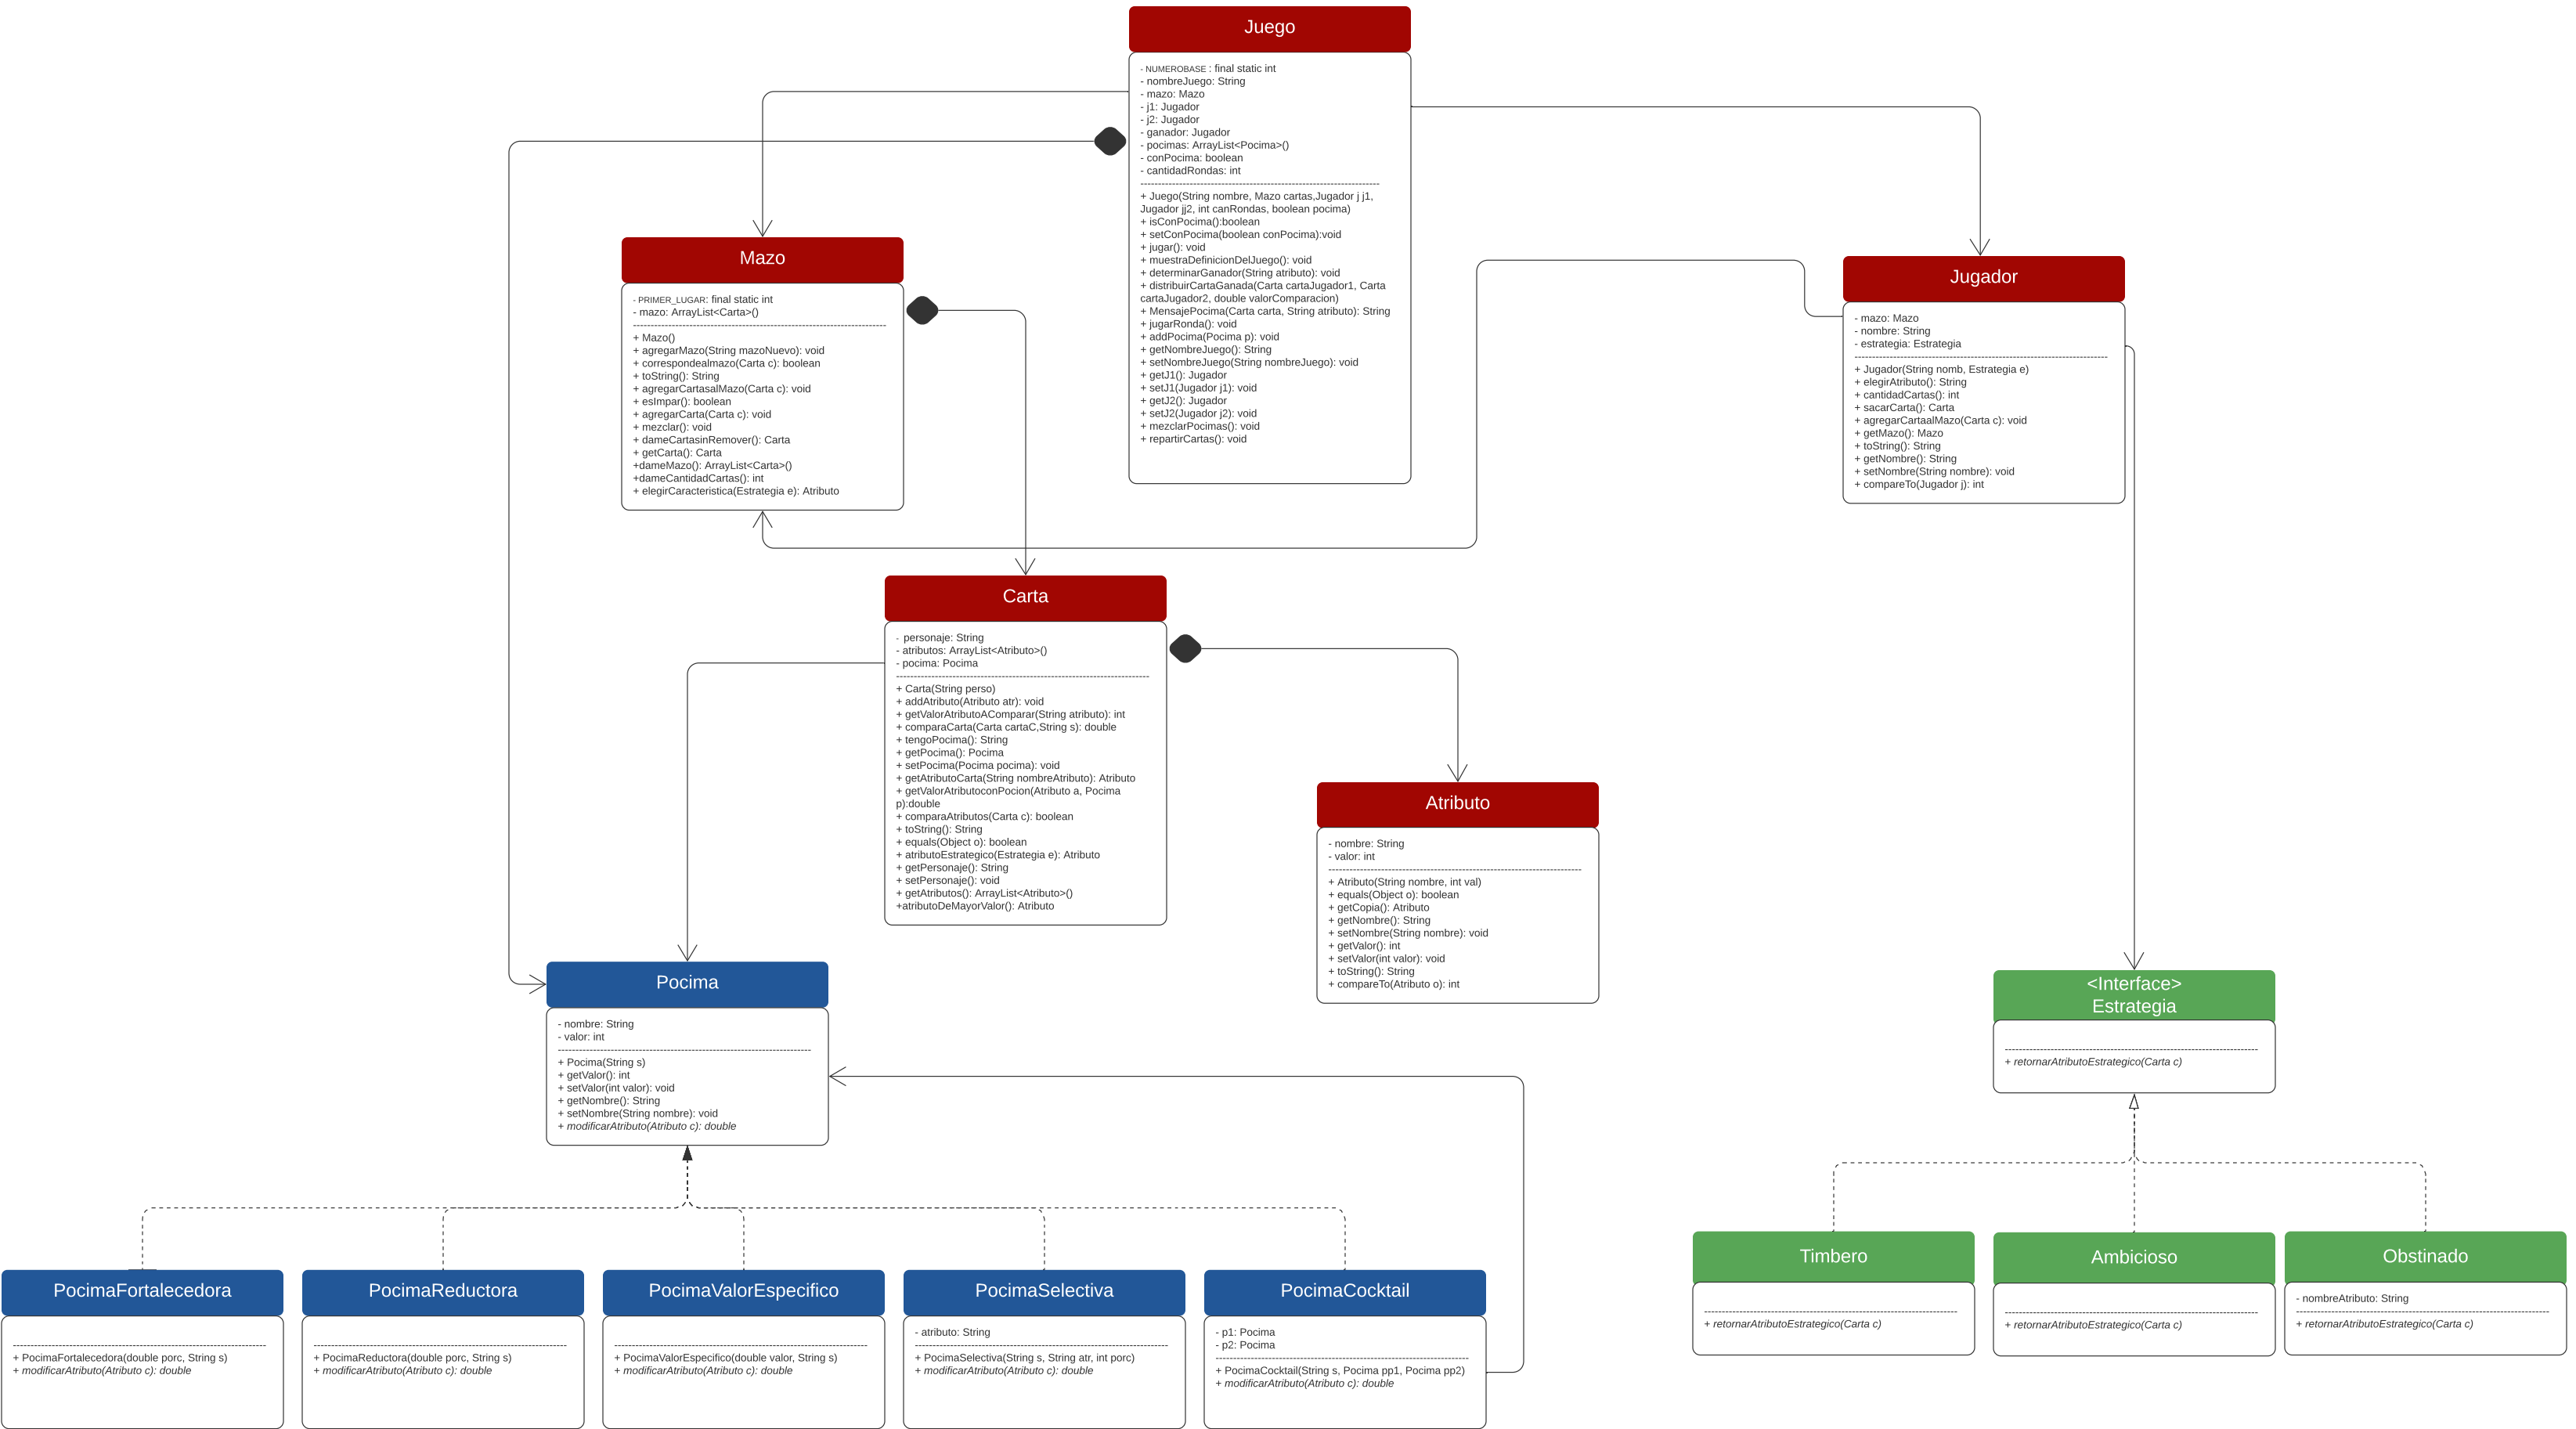 Juego
- NUMEROBASE : final static int
- nombreJuego: String
- mazo: Mazo
- j1: Jugador
- j2: Jugador
- ganador: Jugador
- pocimas: ArrayList<Pocima>()
- conPocima: boolean
- cantidadRondas: int
+ Juego(String nombre, Mazo cartas,Jugador j j1,
Jugador jj2, int canRondas, boolean pocima)
+ isConPocima():boolean
+ setConPocima(boolean conPocima):void
+ jugar(): void
+ muestraDefinicionDelJuego(): void
+ determinarGanador(String atributo): void
+ distribuirCartaGanada(Carta cartaJugador1, Carta
cartaJugador2, double valorComparacion)
+ MensajePocima(Carta carta, String atributo): String
+ jugarRonda(): void
+ addPocima(Pocima p): void
+ getNombreJuego(): String
+ setNombreJuego(String nombreJuego): void
+ getJ1(): Jugador
+ setJ1(Jugador j1): void
+ getJ2(): Jugador
+ setJ2(Jugador j2): void
+ mezclarPocimas(): void
+ repartirCartas(): void
Mazo
- PRIMER_LUGAR: final static int
- mazo: ArrayList<Carta>()
+ Mazo()
+ agregarMazo(String mazoNuevo): void
+ correspondealmazo(Carta c): boolean
+ toString(): String
+ agregarCartasalMazo(Carta c): void
+ esImpar(): boolean
+ agregarCarta(Carta c): void
+ mezclar(): void
+ dameCartasinRemover(): Carta
+ getCarta(): Carta
+dameMazo(): ArrayList<Carta>()
+dameCantidadCartas(): int
+ elegirCaracteristica(Estrategia e): Atributo
Jugador
- mazo: Mazo
- nombre: String
- estrategia: Estrategia
+ Jugador(String nomb, Estrategia e)
+ elegirAtributo(): String
+ cantidadCartas(): int
+ sacarCarta(): Carta
+ agregarCartaalMazo(Carta c): void
+ getMazo(): Mazo
+ toString(): String
+ getNombre(): String
+ setNombre(String nombre): void
+ compareTo(Jugador j): int
Carta
- personaje: String
- atributos: ArrayList<Atributo>()
- pocima: Pocima
+ Carta(String perso)
+ addAtributo(Atributo atr): void
+ getValorAtributoAComparar(String atributo): int
+ comparaCarta(Carta cartaC,String s): double
+ tengoPocima(): String
+ getPocima(): Pocima
+ setPocima(Pocima pocima): void
+ getAtributoCarta(String nombreAtributo): Atributo
+ getValorAtributoconPocion(Atributo a, Pocima
p):double
+ comparaAtributos(Carta c): boolean
+ toString(): String
+ equals(Object o): boolean
+ atributoEstrategico(Estrategia e): Atributo
+ getPersonaje(): String
+ setPersonaje(): void
+ getAtributos(): ArrayList<Atributo>()
+atributoDeMayorValor(): Atributo
Atributo
- nombre: String
- valor: int
+ Atributo(String nombre, int val)
+ equals(Object o): boolean
+ getCopia(): Atributo
+ getNombre(): String
+ setNombre(String nombre): void
+ getValor(): int
+ setValor(int valor): void
+ toString(): String
+ compareTo(Atributo o): int
Pocima
- nombre: String
- valor: int
+ Pocima(String s)
+ getValor(): int
+ setValor(int valor): void
+ getNombre(): String
+ setNombre(String nombre): void
+ modificarAtributo(Atributo c): double
<Interface>
Estrategia
+ retornarAtributoEstrategico(Carta c)
PocimaFortalecedora
+ PocimaFortalecedora(double porc, String s)
+ modificarAtributo(Atributo c): double
PocimaReductora
+ PocimaReductora(double porc, String s)
+ modificarAtributo(Atributo c): double
PocimaValorEspecifico
+ PocimaValorEspecifico(double valor, String s)
+ modificarAtributo(Atributo c): double
PocimaSelectiva
- atributo: String
+ PocimaSelectiva(String s, String atr, int porc)
+ modificarAtributo(Atributo c): double
PocimaCocktail
- p1: Pocima
- p2: Pocima
+ PocimaCocktail(String s, Pocima pp1, Pocima pp2)
+ modificarAtributo(Atributo c): double
Timbero
+ retornarAtributoEstrategico(Carta c)
Ambicioso
+ retornarAtributoEstrategico(Carta c)
Obstinado
- nombreAtributo: String
+ retornarAtributoEstrategico(Carta c)